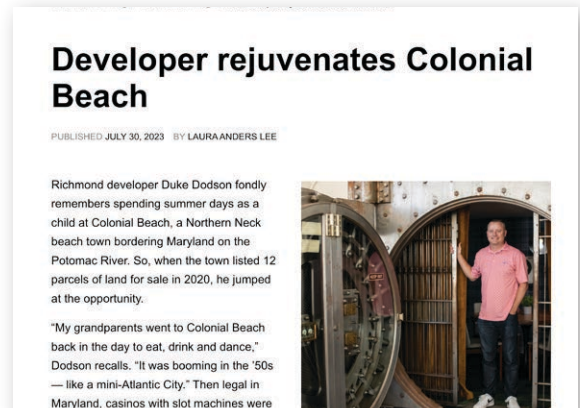 Developer rejuvenates Colonial
Beach
PUBLISHED JULY 30, 2023 BY LAURA ANDERS LEE
Richmond developer Duke Dodson fondly
remembers spending summer days as a
child at Colonial Beach, a Northern Neck
beach town bordering Maryland on the
Potomac River. So, when the town listed 12
parcels of land for sale in 2020, he jumped
at the opportunity.
“My grandparents went to Colonial Beach
back in the day to eat, drink and dance,”
Dodson recalls. “It was booming in the ’50s
— like a mini-Atlantic City.” Then legal in
Maryland, casinos with slot machines were